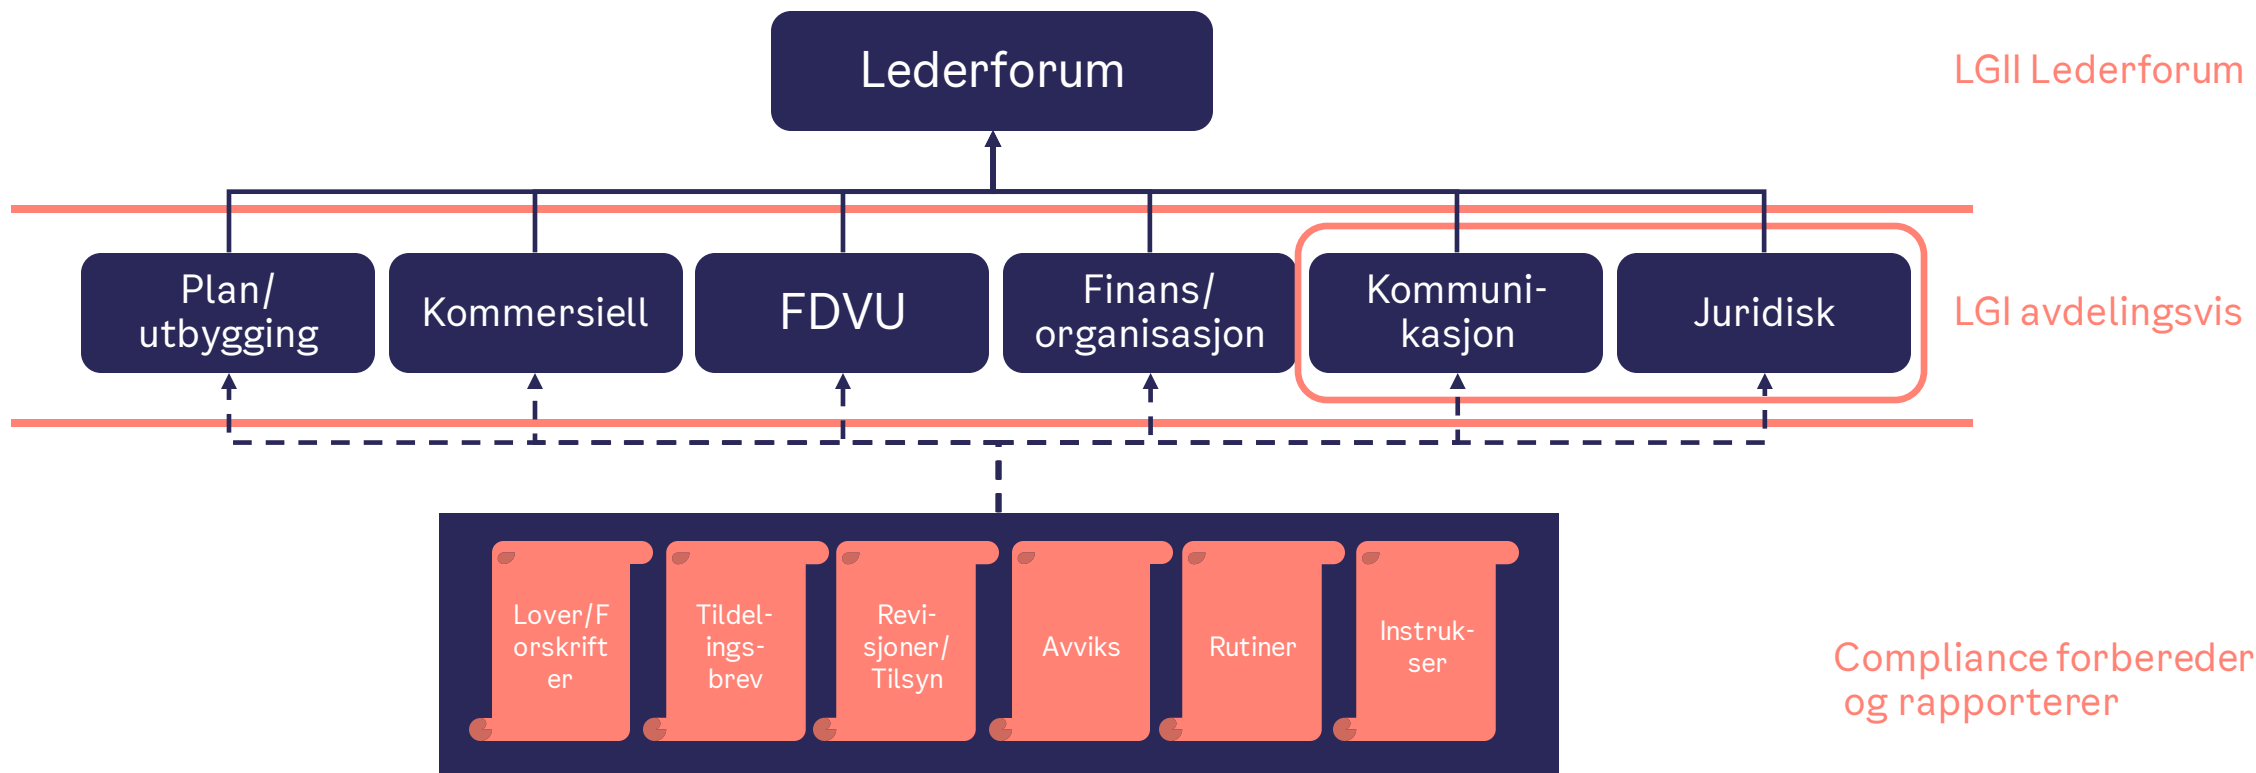 Lederforum
LGII Lederforum
Plan/
utbygging
Kommersiell
FDVU
Finans/
organisasjon
Kommuni-
kasjon
Juridisk
LGI avdelingsvis
Lover/F
orskrift
er
Tildel-
ings-
brev
Revi-
sjoner/
Tilsyn
Avviks
Rutiner
Instruk-
ser
Compliance forbereder
og rapporterer